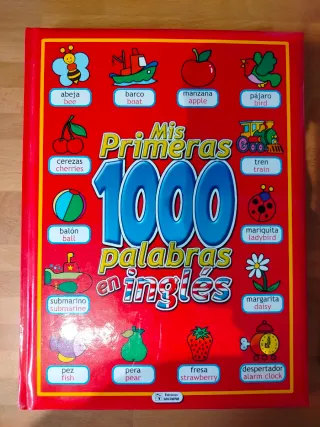 abeja
bee
barco
boat
manzana
apple
pájaro
bird
Mis
Primeras
1000
palabras
en inglés
cerezas
cherries
tren
train
balón
ball
mariquita
ladybird
submarino
submarine
margarita
daisy
pez
fish
pera
pear
fresa
strawberry
despertador
alarm clock